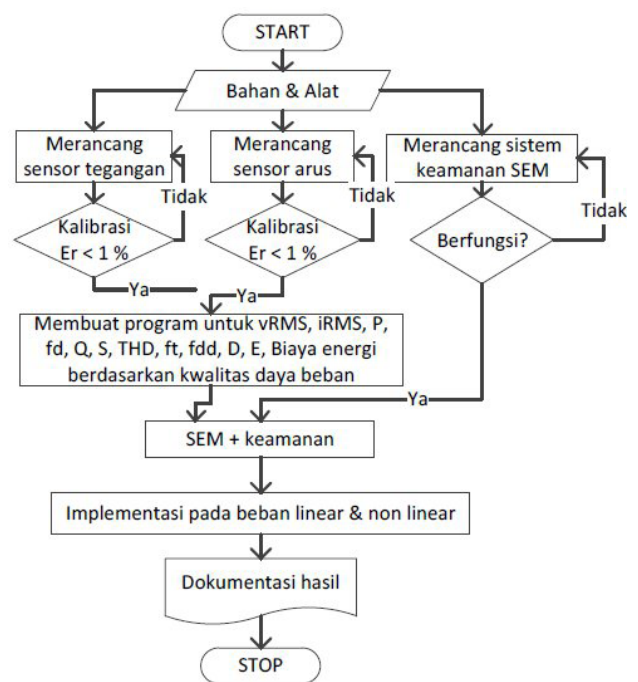 START
Bahan & Alat
Merancang
sensor tegangan
Tidak
Merancang
sensor arus
Tidak
Merancang sistem
keamanan SEM
Tidak
Kalibrasi
Er < 1 %
Kalibrasi
Er < 1 %
Berfungsi?
Ya
Ya
Membuat program untuk vRMS, iRMS, P,
fd, Q, S, THD, ft, fdd, D, E, Biaya energi
berdasarkan kwalitas daya beban
Ya
SEM + keamanan
Implementasi pada beban linear & non linear
Dokumentasi hasil
STOP